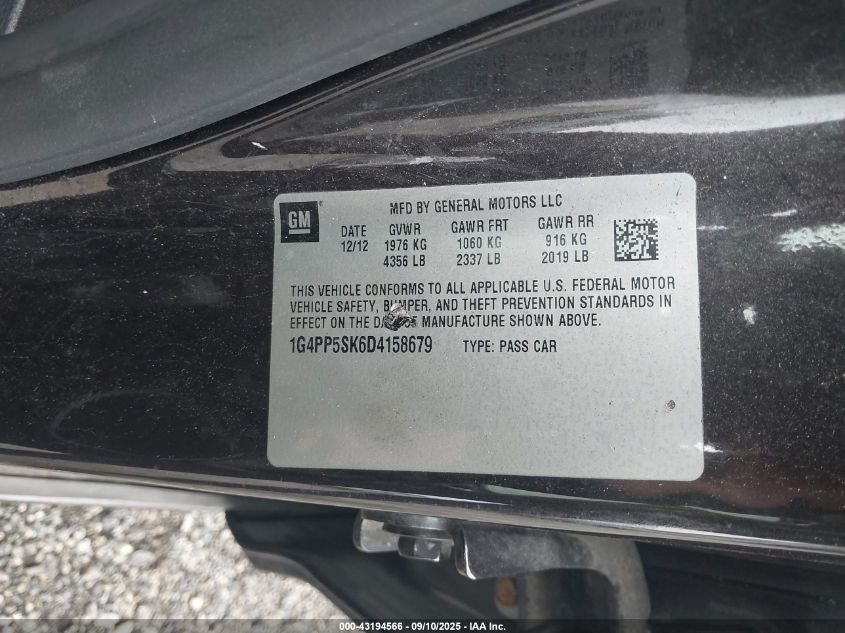 GM
MFD BY GENERAL MOTORS LLC
DATE GVWR GAWR FRT GAWR RR
12/12 1976 KG 1060 KG 916 KG
4356 LB 2337 LB 2019 LB
THIS VEHICLE CONFORMS TO ALL APPLICABLE U.S. FEDERAL MOTOR
VEHICLE SAFETY, BUMPER, AND THEFT PREVENTION STANDARDS IN
EFFECT ON THE OF MANUFACTURE SHOWN ABOVE.
1G4PP5SK6D4158679 TYPE: PASS CAR
000-43194566 - 09/10/2025 - IAA Inc.